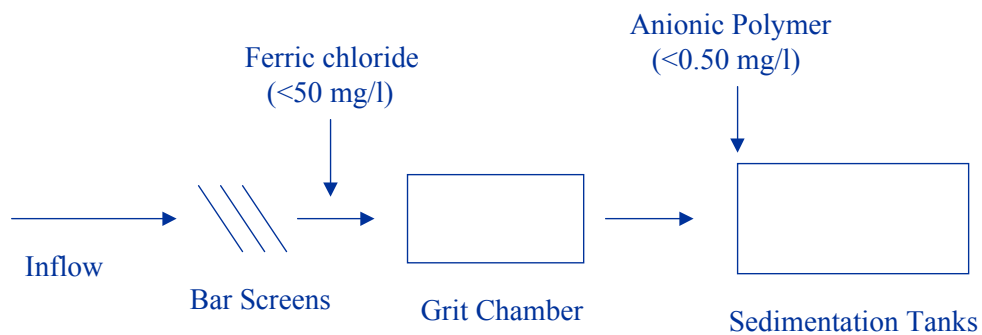 Anionic Polymer
(<0.50 mg/l)
Ferric chloride
(<50 mg/l)
Inflow
Bar Screens
Grit Chamber
Sedimentation Tanks